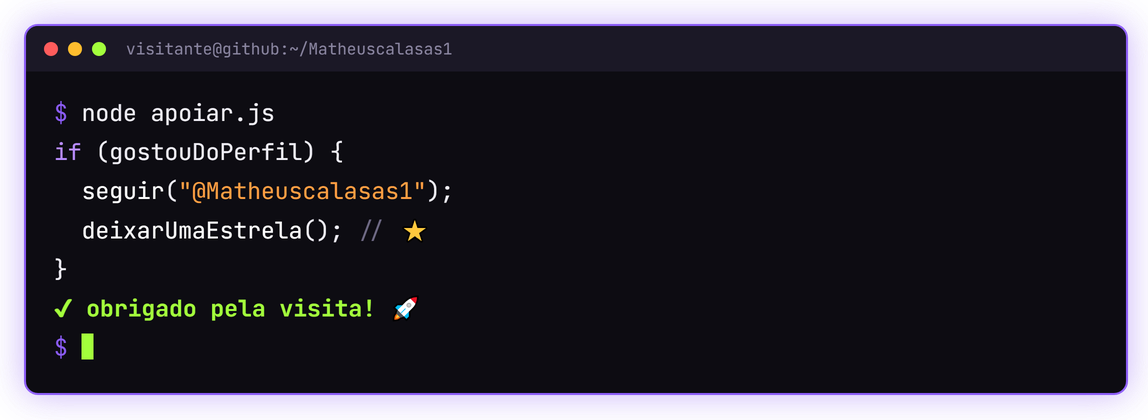 visitante@github:~/Matheuscalasas1
$ node apoiar.js
if (gostouDoPerfil) {
  seguir("@Matheuscalasas1");
  deixarUmaEstrela(); // ⭐
}
✔ obrigado pela visita! 🚀
$